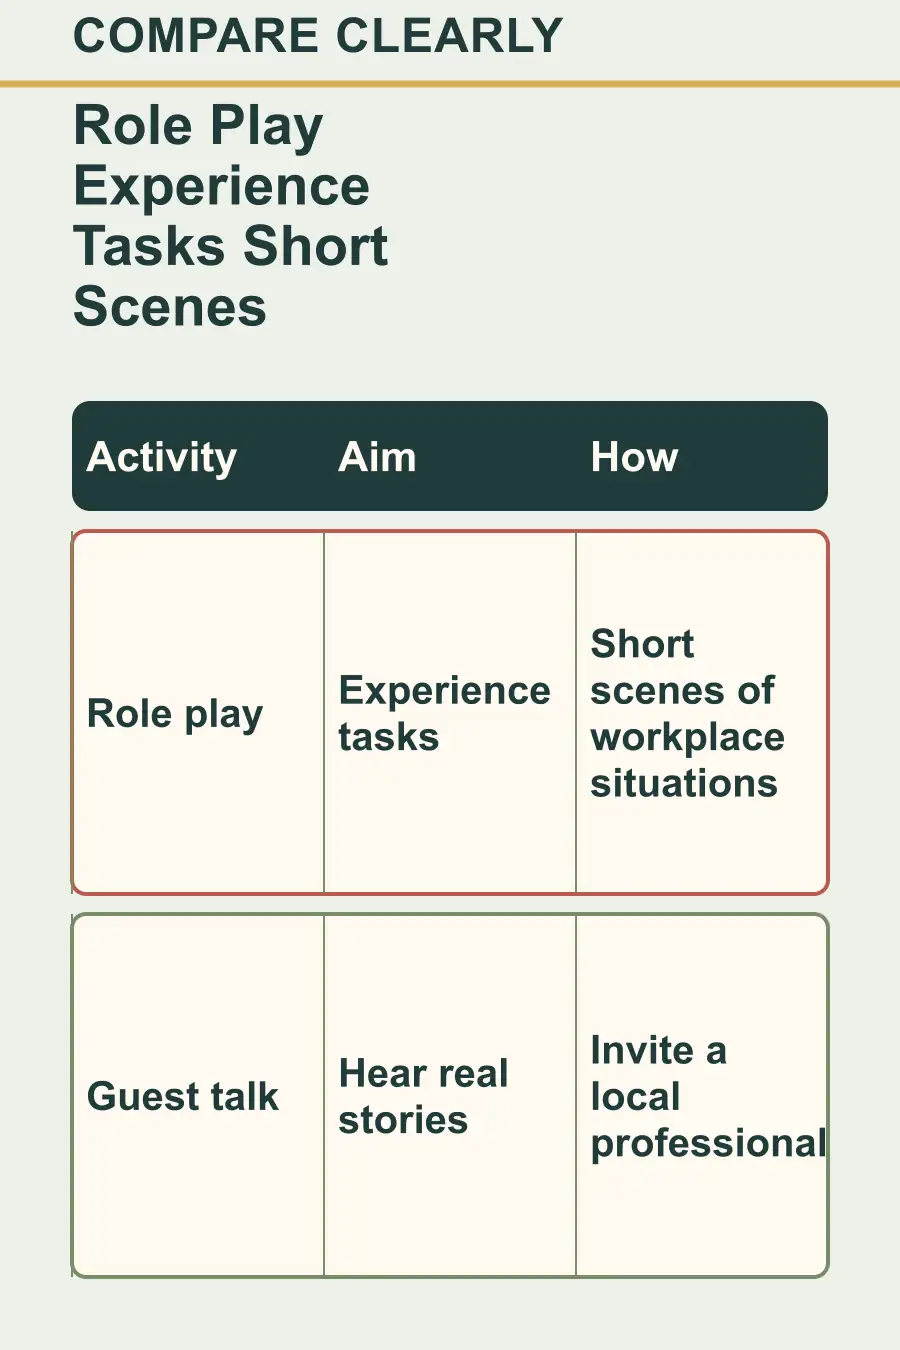 COMPARE CLEARLY
Role Play
Experience
Tasks Short
Scenes
Activity Aim How
Role play
Experience
tasks
Short
scenes of
workplace
situations
Guest talk
Hear real
stories
Invite a
local
professional